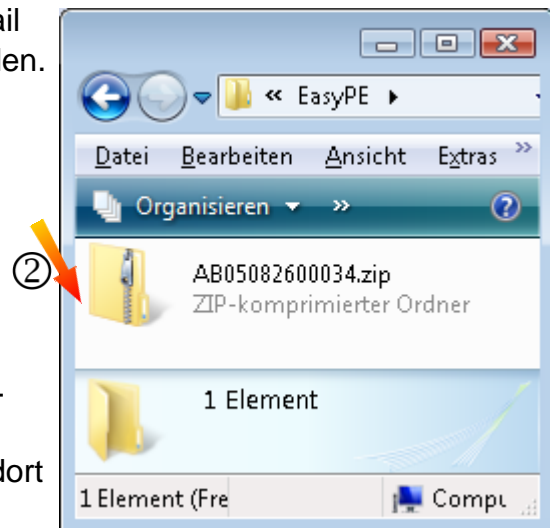 ail
den.
« EasyPE
Datei Bearbeiten Ansicht Extras »
Organisieren »
②
AB05082600034.zip
ZIP-komprimierter Ordner
1 Element
dort
1 Element (Fre
Compu